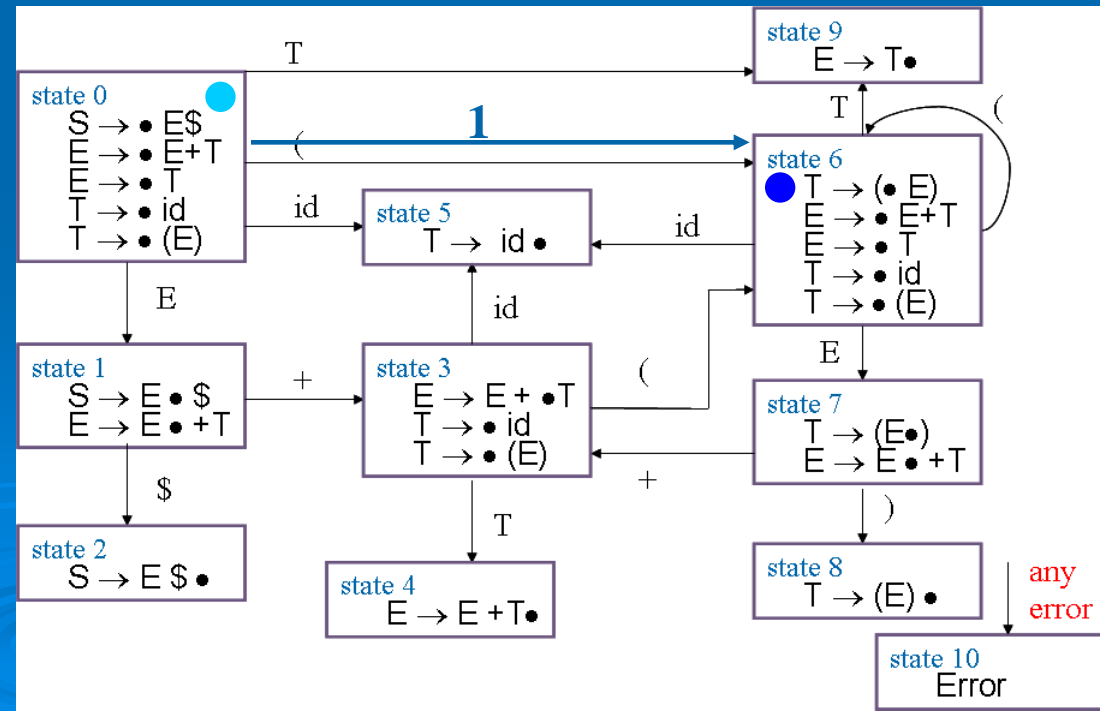 state 9
E → T●
T
state 0
S → ● E$
E → ● E+T
E → ● T
T → ● id
T → ● (E)
1
(
T
(
state 6
T → (● E)
E → ● E+T
E → ● T
T → ● id
T → ● (E)
id
state 5
T → id ●
id
E
id
state 1
S → E ● $
E → E ● +T
+
state 3
E → E + ●T
T → ● id
T → ● (E)
(
E
state 7
T → (E●)
E → E ● +T
+
$
T
)
state 2
S → E $ ●
state 4
E → E +T●
state 8
T → (E) ●
any
error
state 10
Error